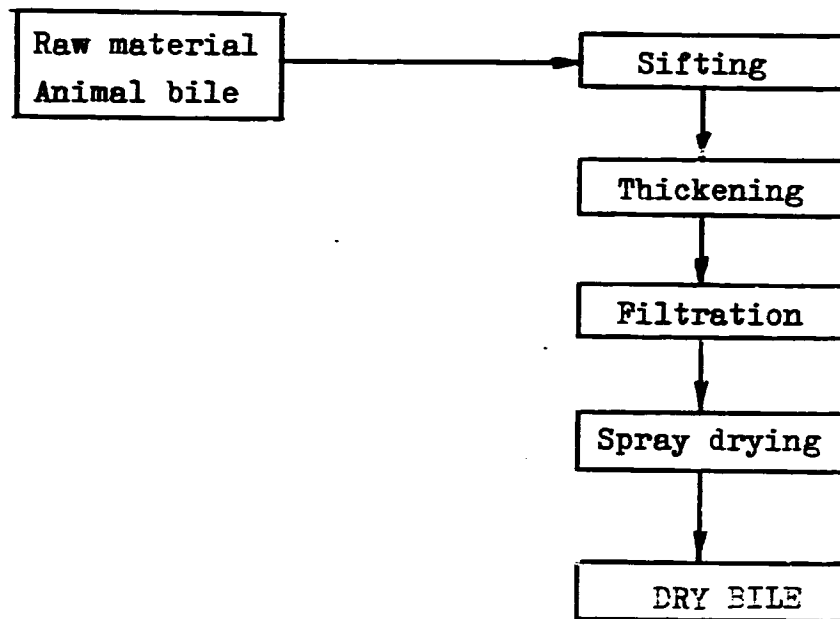 Raw material
Animal bile
Sifting
Thickening
Filtration
Spray drying
DRY BILE